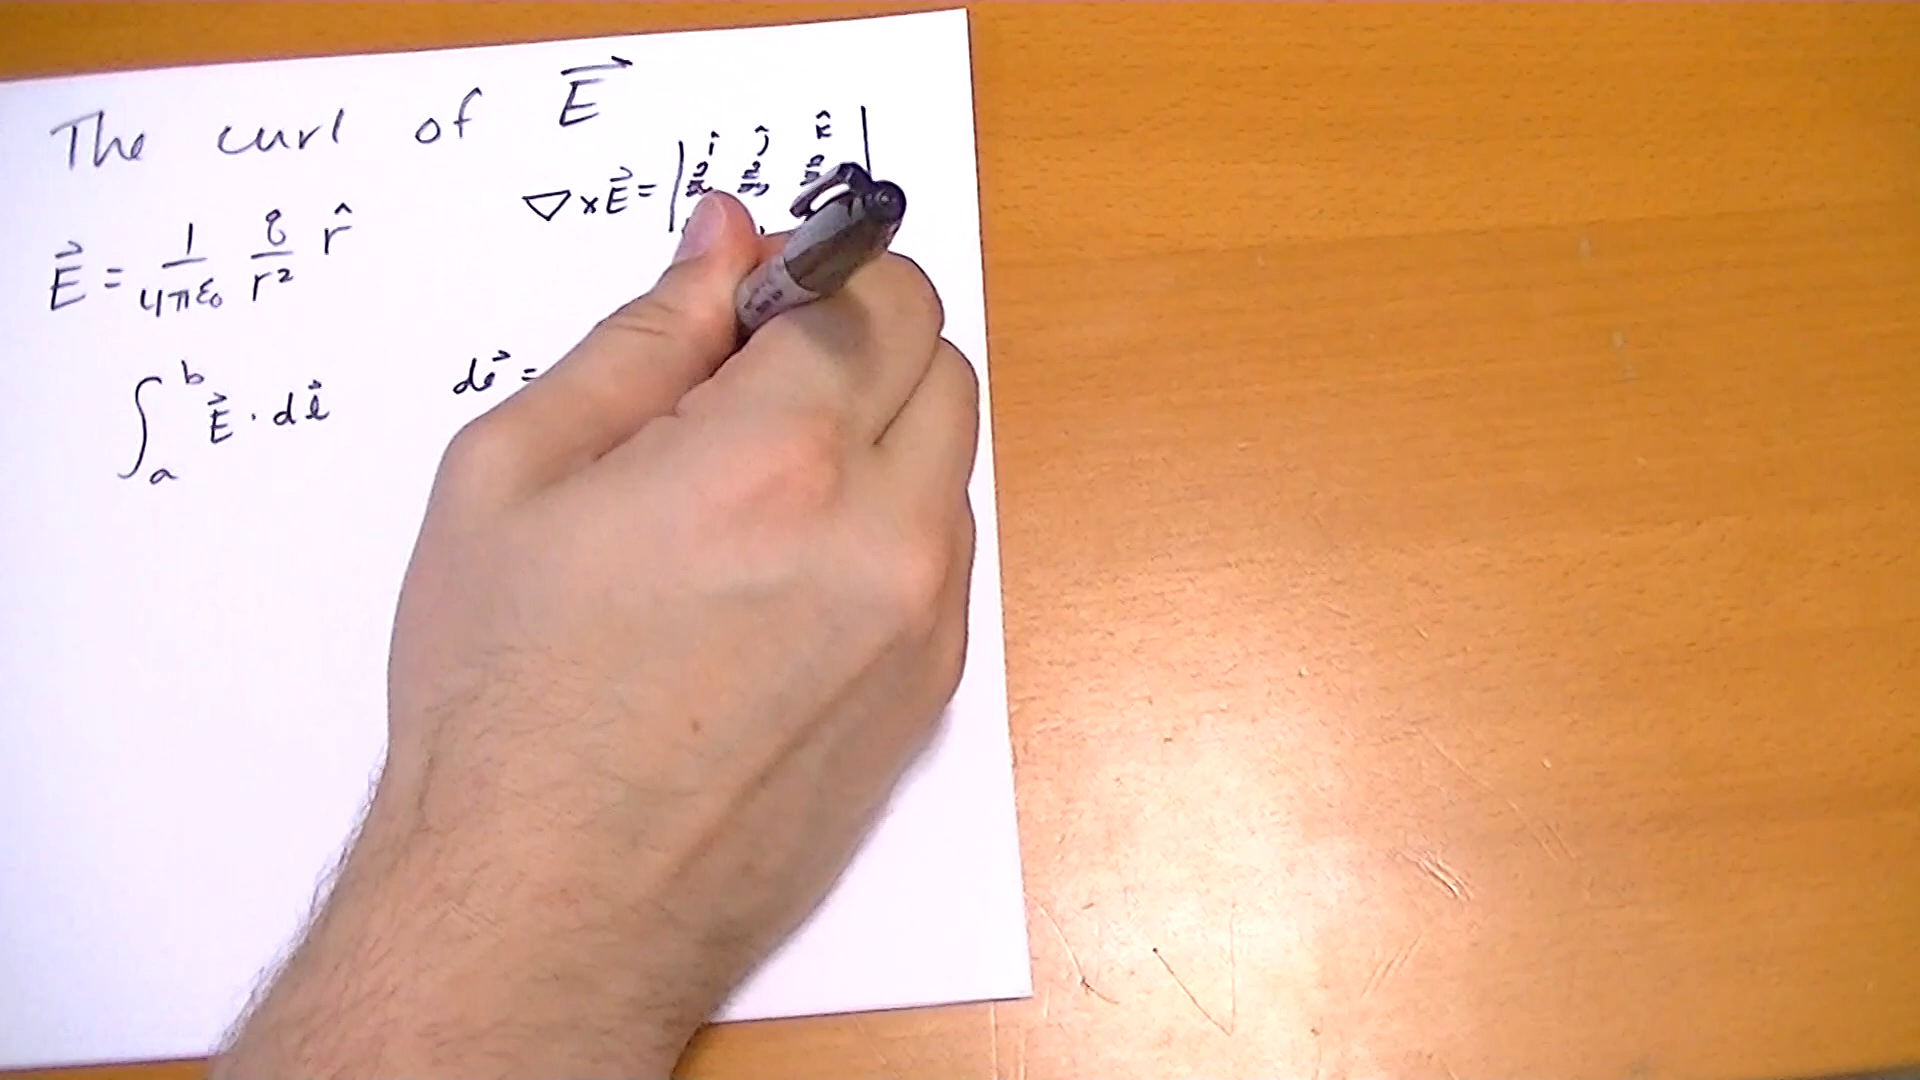 The curl of E⃗
∇ × E⃗ = | î ĵ k̂ |
∂/∂x ∂/∂y ∂/∂z
E⃗ = 1/4πε₀ q/r² r̂
∫ₐᵇ E⃗ · dl⃗
dl⃗ =